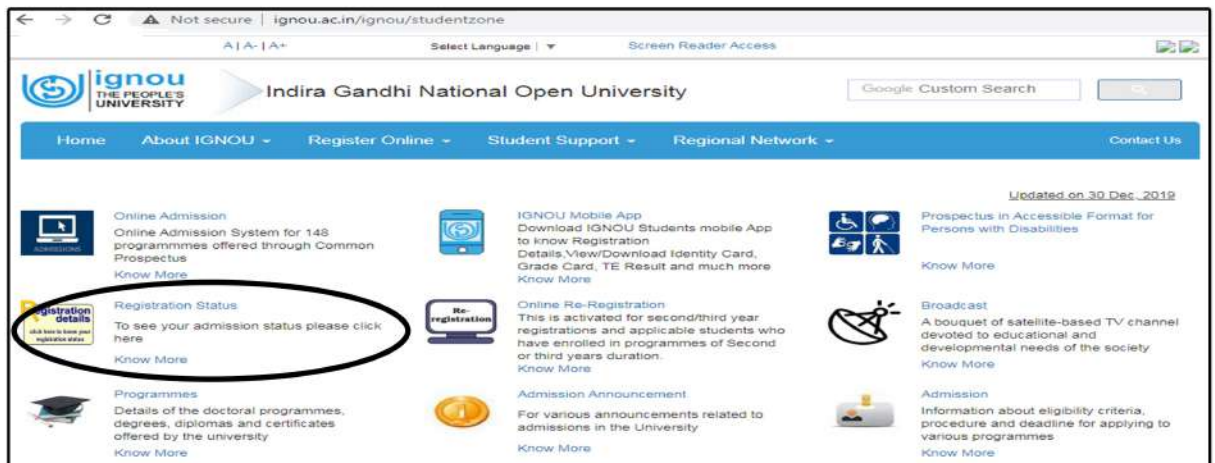 Not secure | ignou.ac.in/ignou/studentzone
A | A- | A+ Select Language | ▼ Screen Reader Access
ignou
THE PEOPLE'S
UNIVERSITY
Indira Gandhi National Open University
Google Custom Search
Home About IGNOU Register Online Student Support Regional Network Contact Us
Updated on 30 Dec, 2019
ADMISSIONS
Online Admission
Online Admission System for 148
programmmes offered through Common
Prospectus
Know More
IGNOU Mobile App
Download IGNOU Students mobile App
to know Registration
Details,View/Download Identity Card,
Grade Card, TE Result and much more
Know More
Prospectus in Accessible Format for
Persons with Disabilities
Know More
Registration
details
click here to know your
registration status
Registration Status
To see your admission status please click
here
Know More
Re-
registration
Online Re-Registration
This is activated for second/third year
registrations and applicable students who
have enrolled in programmes of Second
or third years duration.
Know More
Broadcast
A bouquet of satellite-based TV channel
devoted to educational and
developmental needs of the society
Know More
Programmes
Details of the doctoral programmes,
degrees, diplomas and certificates
offered by the university
Know More
Admission Announcement
For various announcements related to
admissions in the University
Know More
Admission
Information about eligibility criteria,
procedure and deadline for applying to
various programmes
Know More